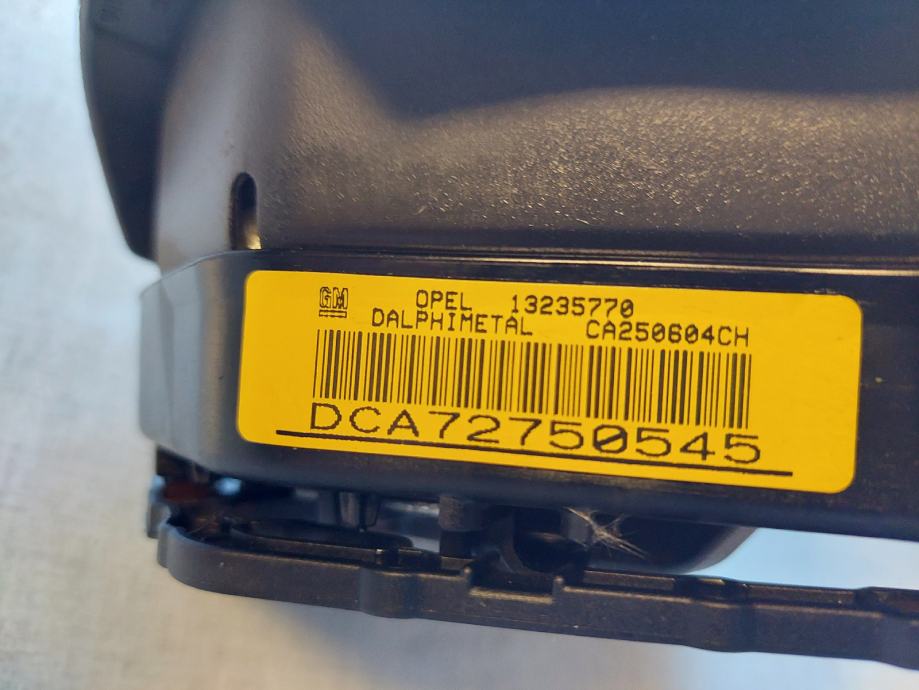 GM OPEL 13235770
DALPHIMETAL CA250604CH
DCA72750545